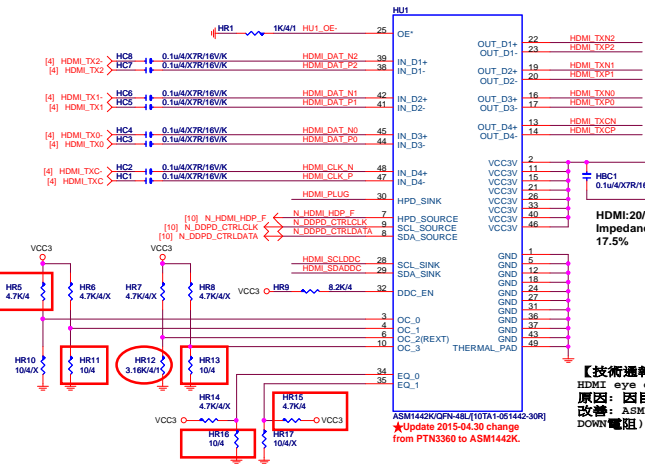 HU1
HR1 1K/4/1 HU1_OE- 25 OE*
OUT_D1+ 22 HDMI_TXN2
OUT_D1- 23 HDMI_TXP2
[4] HDMI_TX2- HC8 0.1u/4/X7R/16V/K HDMI_DAT_N2 39 IN_D1+
[4] HDMI_TX2 HC7 0.1u/4/X7R/16V/K HDMI_DAT_P2 38 IN_D1-
OUT_D2+ 19 HDMI_TXN1
OUT_D2- 20 HDMI_TXP1
[4] HDMI_TX1- HC6 0.1u/4/X7R/16V/K HDMI_DAT_N1 42 IN_D2+
[4] HDMI_TX1 HC5 0.1u/4/X7R/16V/K HDMI_DAT_P1 41 IN_D2-
OUT_D3+ 16 HDMI_TXN0
OUT_D3- 17 HDMI_TXP0
OUT_D4+ 13 HDMI_TXCN
OUT_D4- 14 HDMI_TXCP
[4] HDMI_TX0- HC4 0.1u/4/X7R/16V/K HDMI_DAT_N0 45 IN_D3+
[4] HDMI_TX0 HC3 0.1u/4/X7R/16V/K HDMI_DAT_P0 44 IN_D3-
[4] HDMI_TXC- HC2 0.1u/4/X7R/16V/K HDMI_CLK_N 48 IN_D4+
[4] HDMI_TXC HC1 0.1u/4/X7R/16V/K HDMI_CLK_P 47 IN_D4-
VCC3V 2
VCC3V 11
VCC3V 15
VCC3V 21
VCC3V 26
VCC3V 33
VCC3V 40
VCC3V 46
HBC1
0.1u/4/X7R/16
HDMI:20/
Impedan
17.5%
HDMI_PLUG 30 HPD_SINK
[10] N_HDMI_HDP_F N_HDMI_HDP_F 7 HPD_SOURCE
[10] N_DDPD_CTRLCLK N_DDPD_CTRLCLK 9 SCL_SOURCE
[10] N_DDPD_CTRLDATA N_DDPD_CTRLDATA 8 SDA_SOURCE
HDMI_SCLDDC 28 SCL_SINK
HDMI_SDADDC 29 SDA_SINK
VCC3 HR9 8.2K/4 32 DDC_EN
GND 1
GND 5
GND 12
GND 18
GND 24
GND 27
GND 31
GND 36
GND 37
GND 43
THERMAL_PAD 49
VCC3 VCC3
HR5 4.7K/4
HR6 4.7K/4/X
HR7 4.7K/4/X
HR8 4.7K/4/X
3 OC_0
4 OC_1
6 OC_2(REXT)
10 OC_3
HR10 10/4/X
HR11 10/4
HR12 3.16K/4/1
HR13 10/4
34 EQ_0
35 EQ_1
HR14 4.7K/4/X VCC3
HR15 4.7K/4 VCC3
HR16 10/4
HR17 10/4/X
ASM1442K/QFN-48L/[10TA1-051442-30R]
★Update 2015-04.30 change
from PTN3360 to ASM1442K.
【技術通報
HDMI eye
原因: 因目
改善: ASM
DOWN電阻)